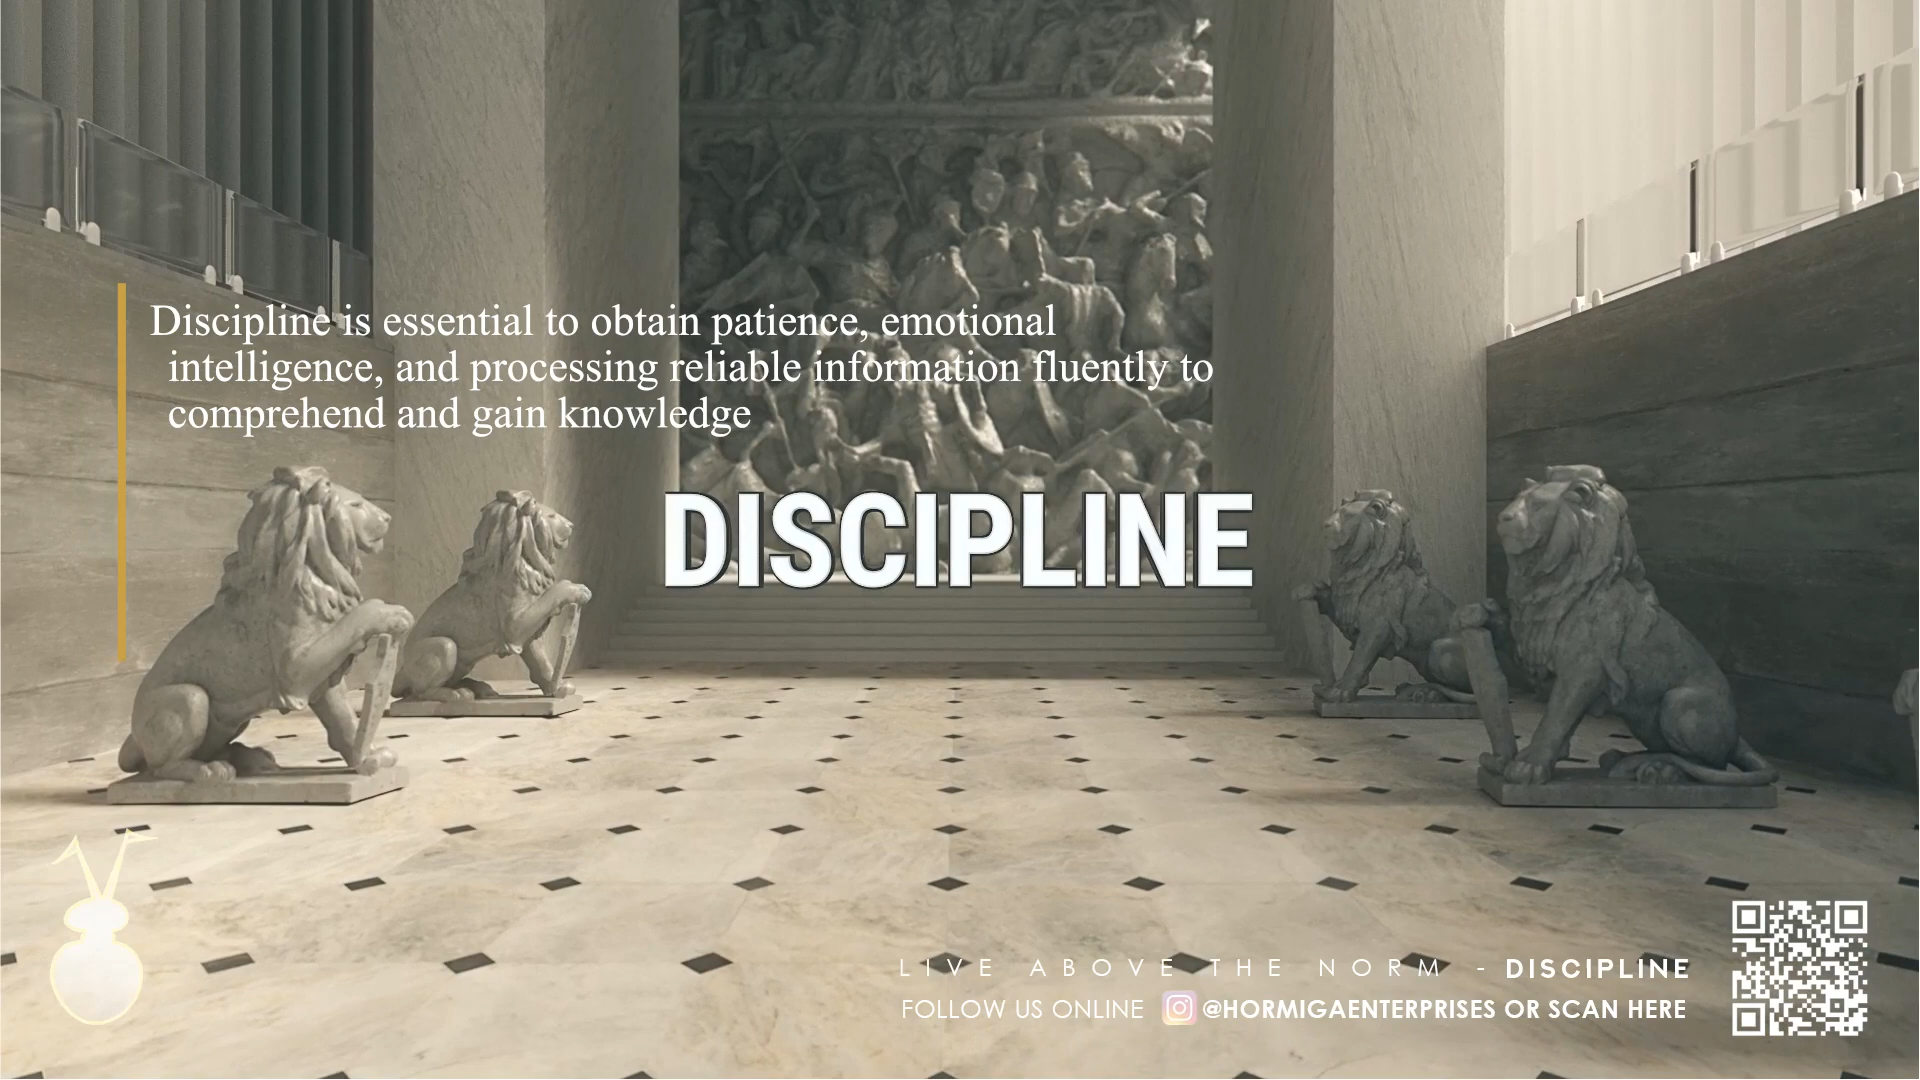 Discipline is essential to obtain patience, emotional
intelligence, and processing reliable information fluently to
comprehend and gain knowledge
DISCIPLINE
LIVE ABOVE THE NORM - DISCIPLINE
FOLLOW US ONLINE @HORMIGAENTERPRISES OR SCAN HERE